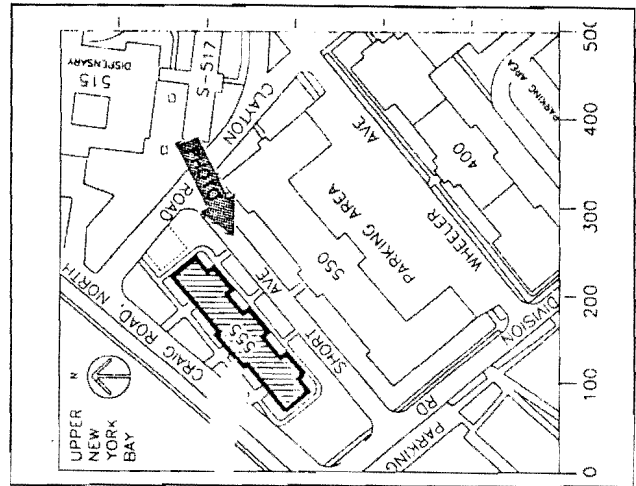 UPPER
NEW
YORK
BAY
N
CRAIG ROAD, NORTH
515
DISPENSARY
S-517
CLAYTON
ROAD
PHOTO
555
SHORT
AVE
550
PARKING AREA
WHEELER
AVE
400
PARKING AREA
DIVISION
RD
PARKING
0
100
200
300
400
500